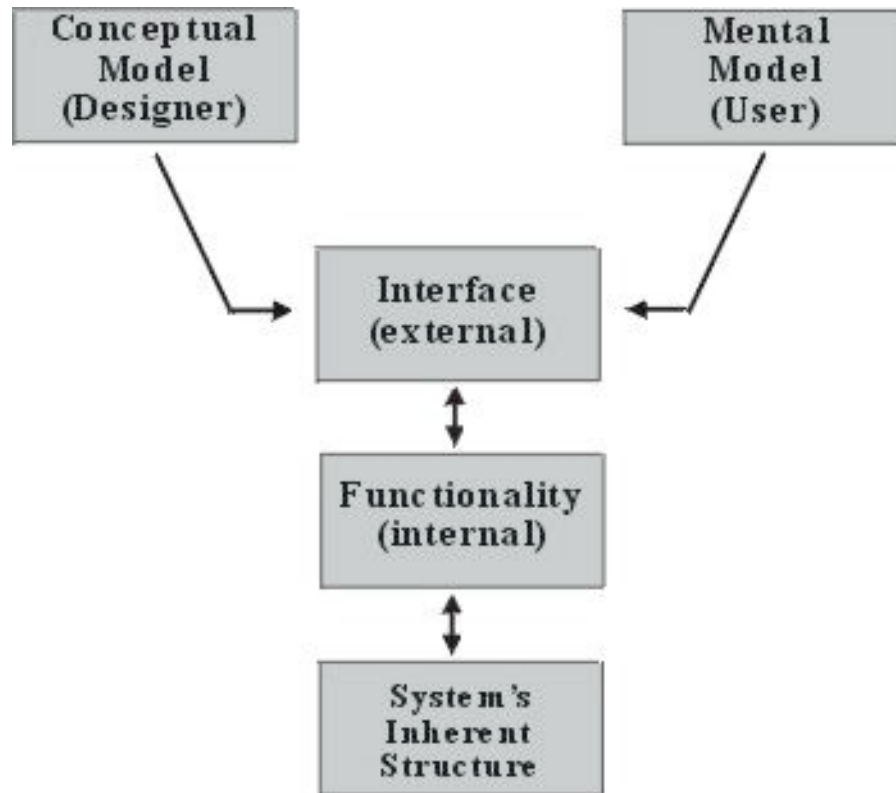 Conceptual
Model
(Designer)
Mental
Model
(User)
Interface
(external)
Functionality
(internal)
System's
Inherent
Structure